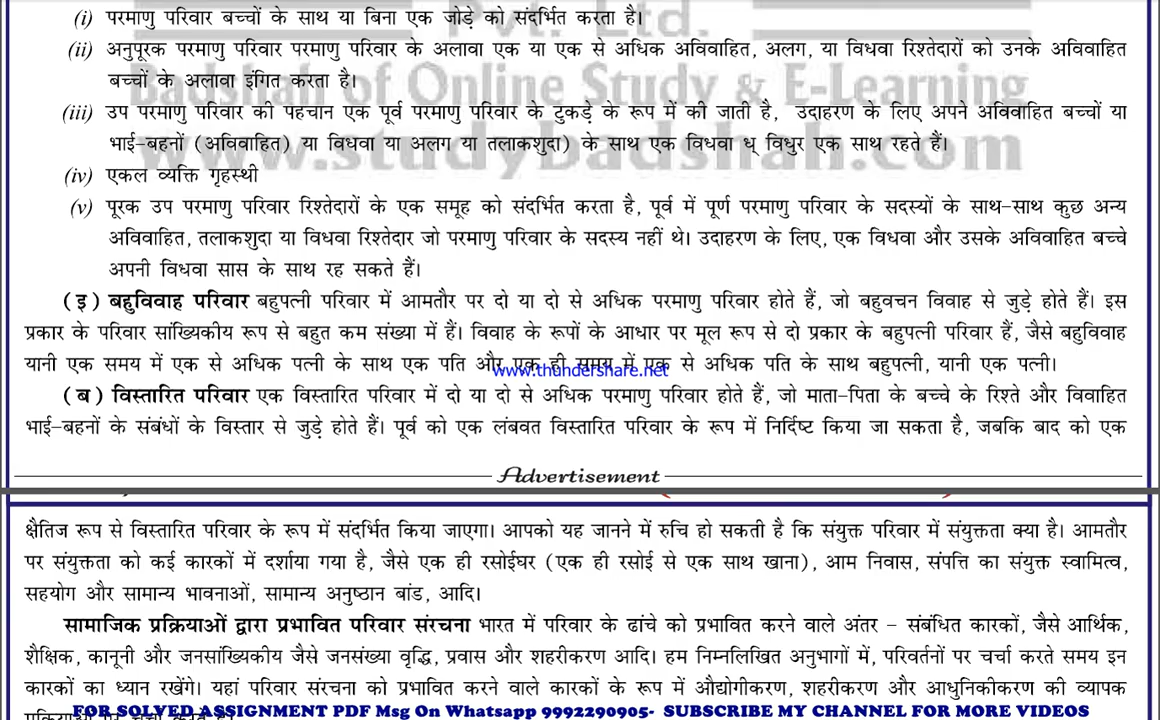 (i) परमाणु परिवार बच्चों के साथ या बिना एक जोड़े को संदर्भित करता है।
(ii) अनुपूरक परमाणु परिवार परमाणु परिवार के अलावा एक या एक से अधिक अविवाहित, अलग, या विधवा रिश्तेदारों को उनके अविवाहित
बच्चों के अलावा इंगित करता है।
(iii) उप परमाणु परिवार की पहचान एक पूर्व परमाणु परिवार के टुकड़े के रूप में की जाती है, उदाहरण के लिए अपने अविवाहित बच्चों या
भाई-बहनों (अविवाहित) या विधवा या अलग या तलाकशुदा) के साथ एक विधवा ध् विधुर एक साथ रहते हैं।
(iv) एकल व्यक्ति गृहस्थी
(v) पूरक उप परमाणु परिवार रिश्तेदारों के एक समूह को संदर्भित करता है, पूर्व में पूर्ण परमाणु परिवार के सदस्यों के साथ-साथ कुछ अन्य
अविवाहित, तलाकशुदा या विधवा रिश्तेदार जो परमाणु परिवार के सदस्य नहीं थे। उदाहरण के लिए, एक विधवा और उसके अविवाहित बच्चे
अपनी विधवा सास के साथ रह सकते हैं।
(इ) बहुविवाह परिवार बहुपत्नी परिवार में आमतौर पर दो या दो से अधिक परमाणु परिवार होते हैं, जो बहुवचन विवाह से जुड़े होते हैं। इस
प्रकार के परिवार सांख्यिकीय रूप से बहुत कम संख्या में हैं। विवाह के रूपों के आधार पर मूल रूप से दो प्रकार के बहुपत्नी परिवार हैं, जैसे बहुविवाह
यानी एक समय में एक से अधिक पत्नी के साथ एक पति और एक ही समय में एक से अधिक पति के साथ बहुपत्नी, यानी एक पत्नी।
www.thundershare.net
(ब) विस्तारित परिवार एक विस्तारित परिवार में दो या दो से अधिक परमाणु परिवार होते हैं, जो माता-पिता के बच्चे के रिश्ते और विवाहित
भाई-बहनों के संबंधों के विस्तार से जुड़े होते हैं। पूर्व को एक लंबवत विस्तारित परिवार के रूप में निर्दिष्ट किया जा सकता है, जबकि बाद को एक
Advertisement
क्षैतिज रूप से विस्तारित परिवार के रूप में संदर्भित किया जाएगा। आपको यह जानने में रुचि हो सकती है कि संयुक्त परिवार में संयुक्तता क्या है। आमतौर
पर संयुक्तता को कई कारकों में दर्शाया गया है, जैसे एक ही रसोईघर (एक ही रसोई से एक साथ खाना), आम निवास, संपत्ति का संयुक्त स्वामित्व,
सहयोग और सामान्य भावनाओं, सामान्य अनुष्ठान बांड, आदि।
सामाजिक प्रक्रियाओं द्वारा प्रभावित परिवार संरचना भारत में परिवार के ढांचे को प्रभावित करने वाले अंतर - संबंधित कारकों, जैसे आर्थिक,
शैक्षिक, कानूनी और जनसांख्यिकीय जैसे जनसंख्या वृद्धि, प्रवास और शहरीकरण आदि। हम निम्नलिखित अनुभागों में, परिवर्तनों पर चर्चा करते समय इन
कारकों का ध्यान रखेंगे। यहां परिवार संरचना को प्रभावित करने वाले कारकों के रूप में औद्योगीकरण, शहरीकरण और आधुनिकीकरण की व्यापक
FOR SOLVED ASSIGNMENT PDF Msg On Whatsapp 9992290905- SUBSCRIBE MY CHANNEL FOR MORE VIDEOS
Pvt. Ltd.
Badshah of Online Study & E-Learning
www.studybadshah.com